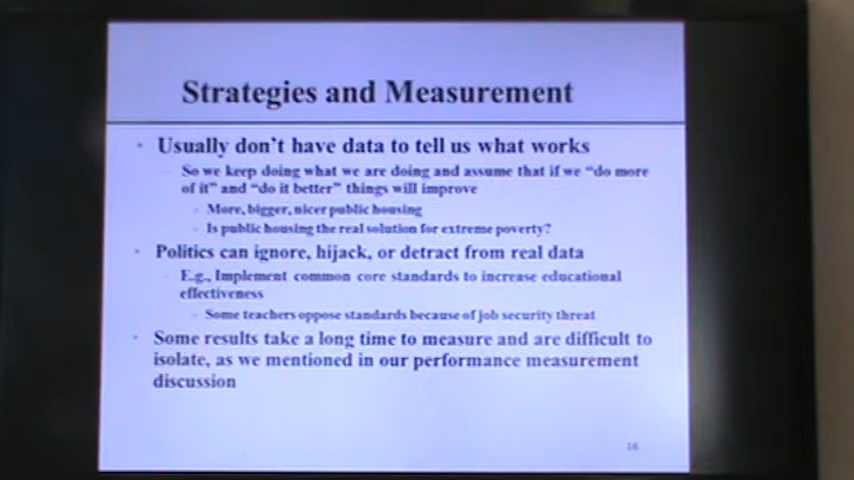 Strategies and Measurement
• Usually don't have data to tell us what works
– So we keep doing what we are doing and assume that if we "do more
of it" and "do it better" things will improve
» More, bigger, nicer public housing
» Is public housing the real solution for extreme poverty?
• Politics can ignore, hijack, or detract from real data
– E.g., Implement common core standards to increase educational
effectiveness
» Some teachers oppose standards because of job security threat
• Some results take a long time to measure and are difficult to
isolate, as we mentioned in our performance measurement
discussion
16